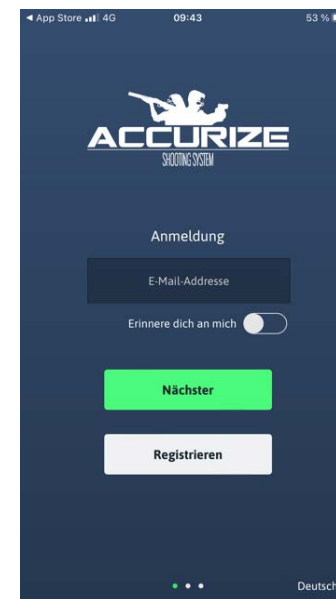 ◄ App Store 4G 09:43 53 %
ACCURIZE
SHOOTING SYSTEM
Anmeldung
E-Mail-Addresse
Erinnere dich an mich
Nächster
Registrieren
Deutsch